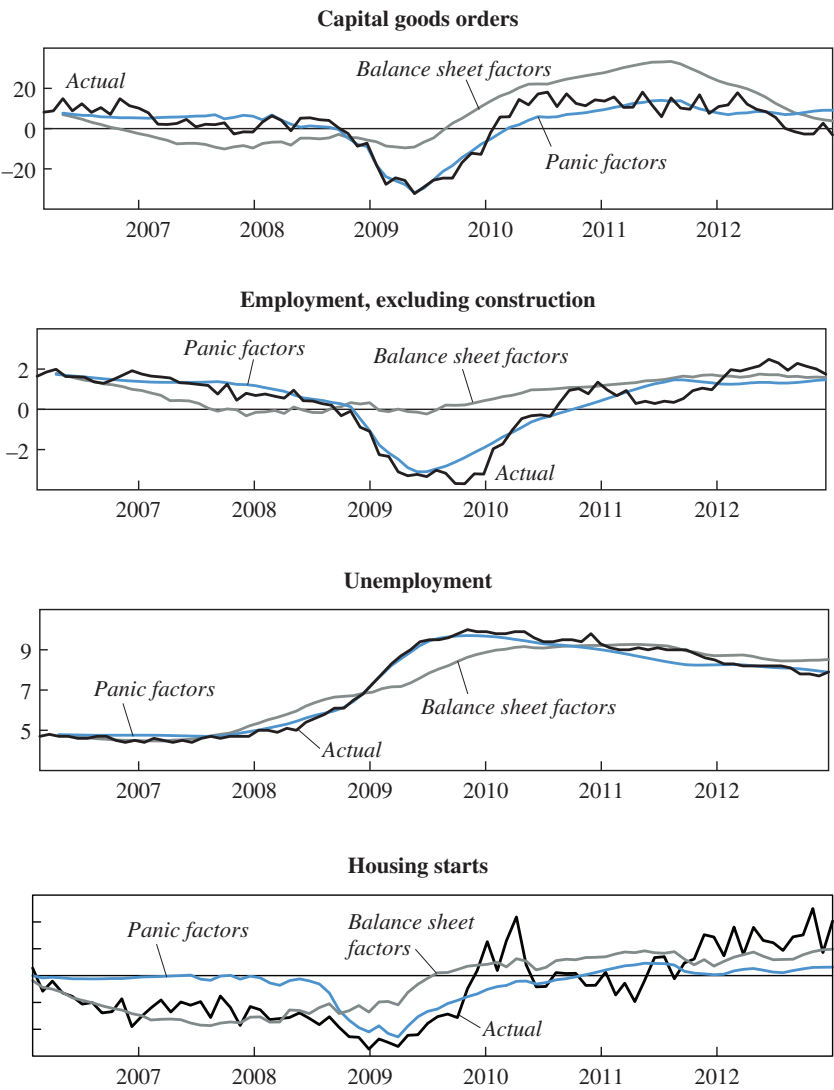 Capital goods orders
Actual
Balance sheet factors
20
0
Panic factors
–20
2007 2008 2009 2010 2011 2012
Employment, excluding construction
Panic factors
Balance sheet factors
2
0
–2
Actual
2007 2008 2009 2010 2011 2012
Unemployment
9
Panic factors
7
Balance sheet factors
5
Actual
2007 2008 2009 2010 2011 2012
Housing starts
Panic factors
Balance sheet
factors
Actual
2007 2008 2009 2010 2011 2012